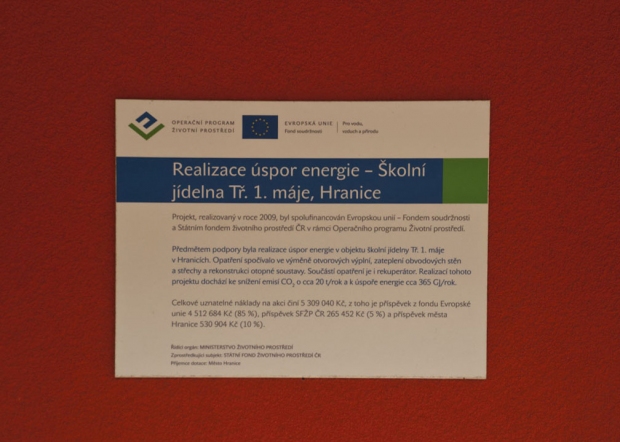 OPERAČNÍ PROGRAM
ŽIVOTNÍ PROSTŘEDÍ
EVROPSKÁ UNIE
Fond soudržnosti
Pro vodu,
vzduch a přírodu
Realizace úspor energie – Školní
jídelna Tř. 1. máje, Hranice
Projekt, realizovaný v roce 2009, byl spolufinancován Evropskou unií – Fondem soudržnosti
a Státním fondem životního prostředí ČR v rámci Operačního programu Životní prostředí.
Předmětem podpory byla realizace úspor energie v objektu školní jídelny Tř. 1. máje
v Hranicích. Opatření spočívalo ve výměně otvorových výplní, zateplení obvodových stěn
a střechy a rekonstrukci otopné soustavy. Součástí opatření je i rekuperátor. Realizací tohoto
projektu dochází ke snížení emisí CO₂ o cca 20 t/rok a k úspoře energie cca 365 GJ/rok.
Celkové uznatelné náklady na akci činí 5 309 040 Kč, z toho je příspěvek z fondu Evropské
unie 4 512 684 Kč (85 %), příspěvek SFŽP ČR 265 452 Kč (5 %) a příspěvek města
Hranice 530 904 Kč (10 %).
Řídící orgán: MINISTERSTVO ŽIVOTNÍHO PROSTŘEDÍ
Zprostředkující subjekt: STÁTNÍ FOND ŽIVOTNÍHO PROSTŘEDÍ ČR
Příjemce dotace: Město Hranice